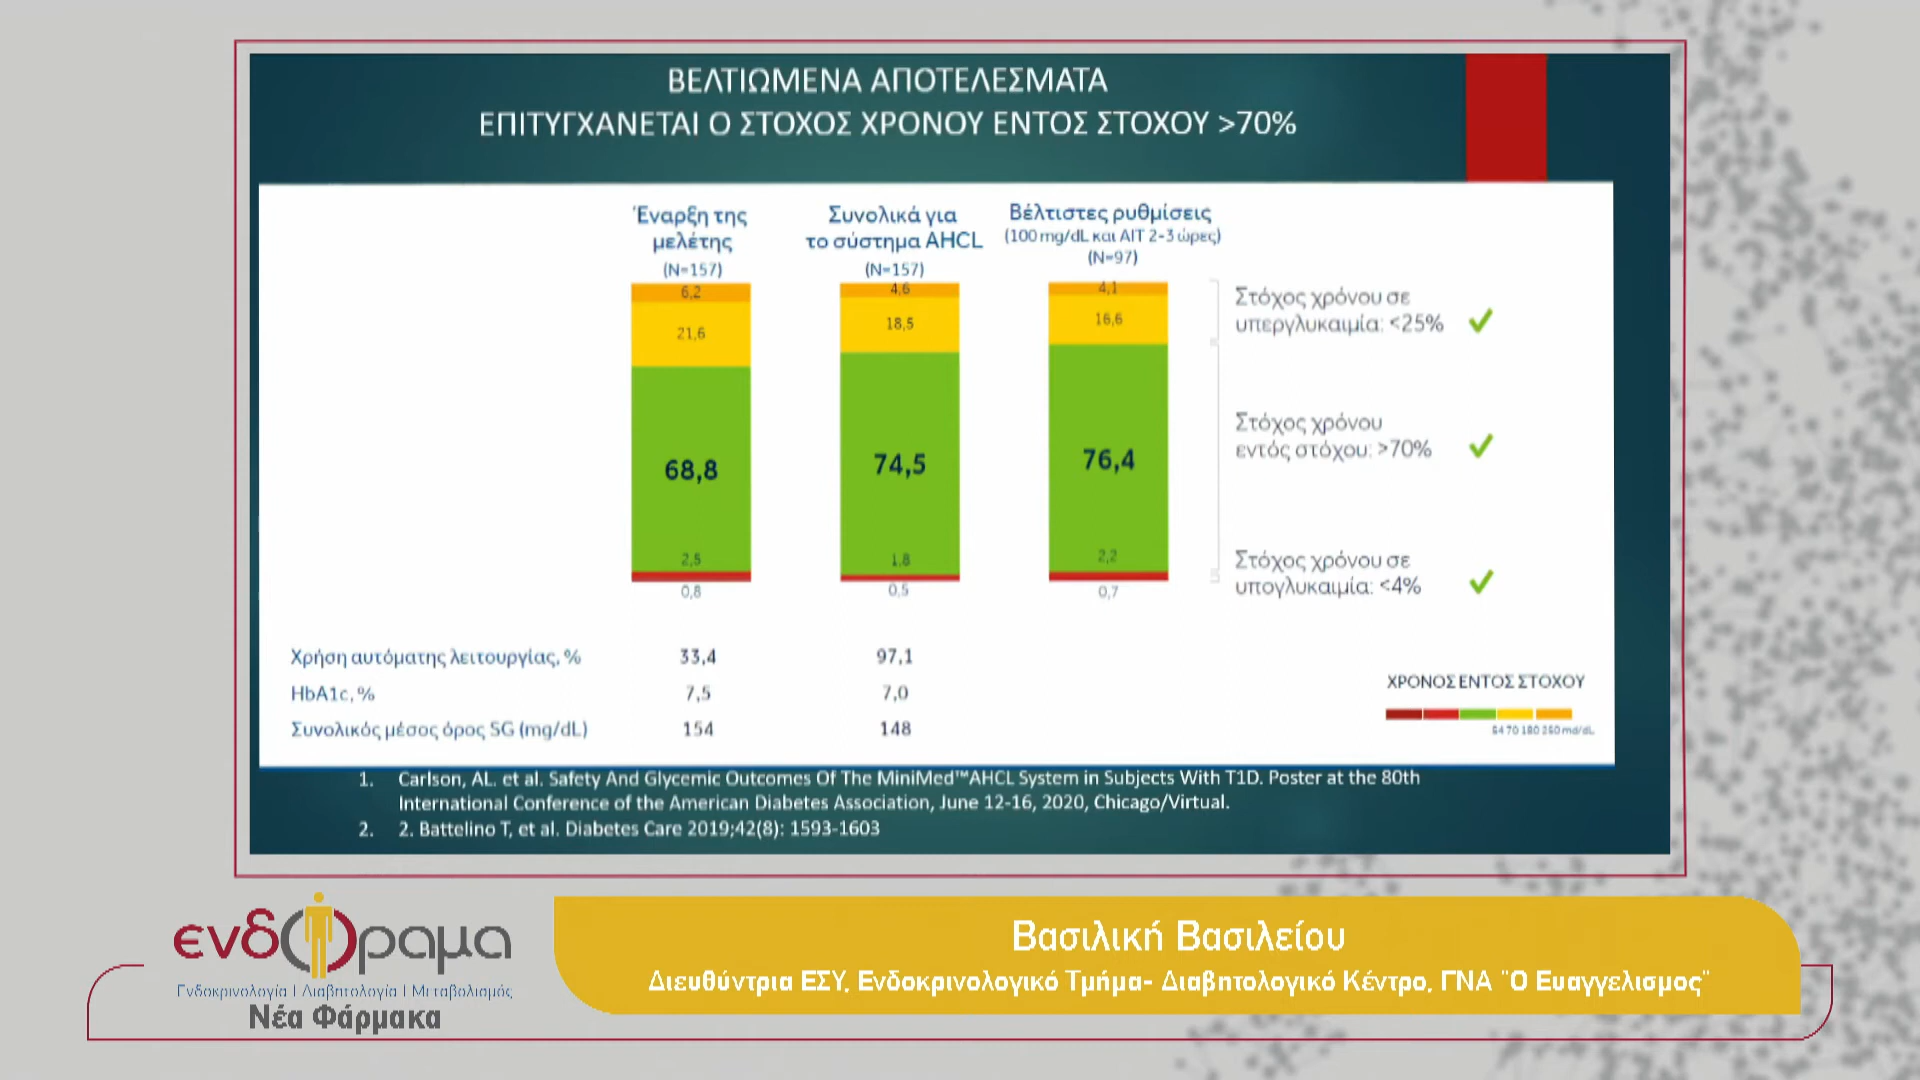 ΒΕΛΤΙΩΜΕΝΑ ΑΠΟΤΕΛΕΣΜΑΤΑ
ΕΠΙΤΥΓΧΑΝΕΤΑΙ Ο ΣΤΟΧΟΣ ΧΡΟΝΟΥ ΕΝΤΟΣ ΣΤΟΧΟΥ >70%
Έναρξη της
μελέτης
(N=157)
6,2
21,6
68,8
2,5
0,8
Συνολικά για
το σύστημα AHCL
(N=157)
4,6
18,5
74,5
1,8
0,5
Βέλτιστες ρυθμίσεις
(100 mg/dL και AIT 2-3 ώρες)
(N=97)
4,1
16,6
76,4
2,2
0,7
Στόχος χρόνου σε
υπεργλυκαιμία: <25%
Στόχος χρόνου
εντός στόχου: >70%
Στόχος χρόνου σε
υπογλυκαιμία: <4%
Χρήση αυτόματης λειτουργίας, % 33,4 97,1
HbA1c, % 7,5 7,0
Συνολικός μέσος όρος SG (mg/dL) 154 148
ΧΡΟΝΟΣ ΕΝΤΟΣ ΣΤΟΧΟΥ
54 70 180 250 mg/dL
1. Carlson, AL. et al. Safety And Glycemic Outcomes Of The MiniMed™AHCL System in Subjects With T1D. Poster at the 80th
International Conference of the American Diabetes Association, June 12-16, 2020, Chicago/Virtual.
2. 2. Battelino T, et al. Diabetes Care 2019;42(8): 1593-1603
ενδόραμα
Ενδοκρινολογία | Διαβητολογία | Μεταβολισμός
Νέα Φάρμακα
Βασιλική Βασιλείου
Διευθύντρια ΕΣΥ, Ενδοκρινολογικό Τμήμα- Διαβητολογικό Κέντρο, ΓΝΑ "Ο Ευαγγελισμος"